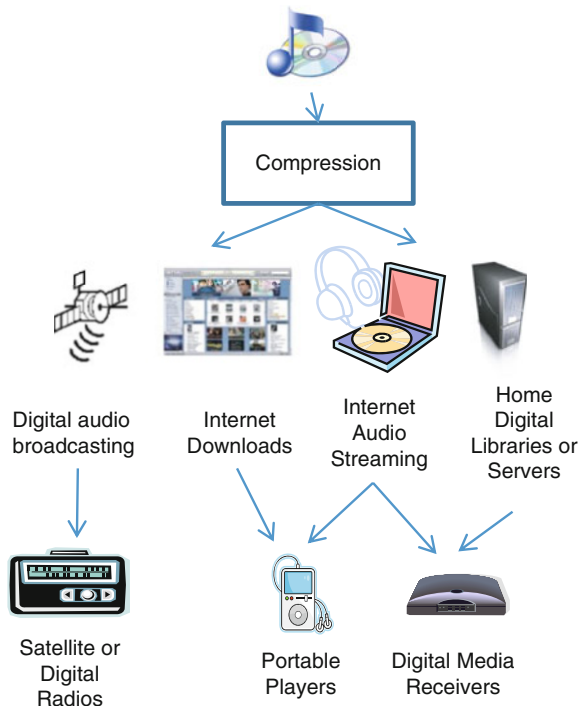 Compression
Digital audio
broadcasting
Internet
Downloads
Internet
Audio
Streaming
Home
Digital
Libraries or
Servers
Satellite or
Digital
Radios
Portable
Players
Digital Media
Receivers